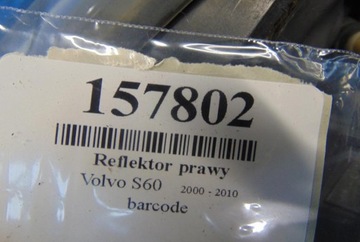 157802
Reflektor prawy
Volvo S60 2000 - 2010
barcode